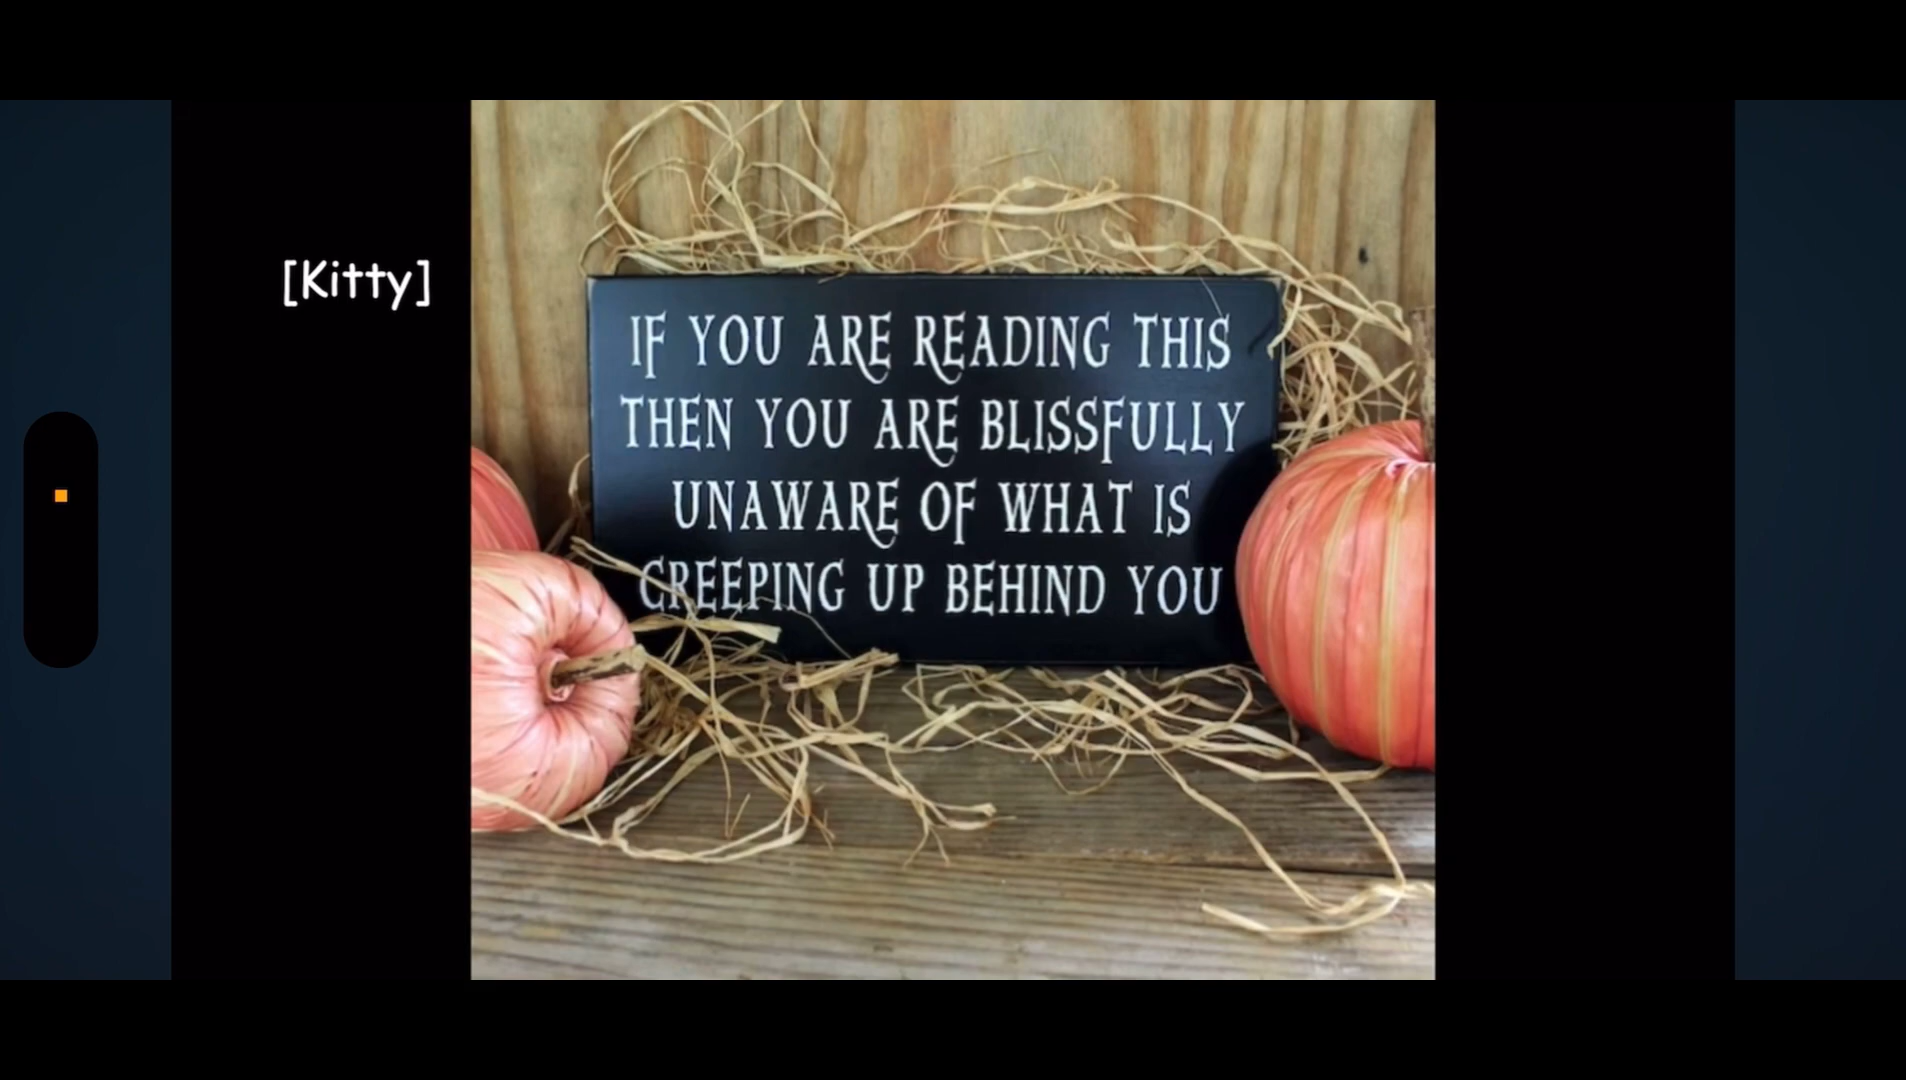 [Kitty]
IF YOU ARE READING THIS
THEN YOU ARE BLISSFULLY
UNAWARE OF WHAT IS
CREEPING UP BEHIND YOU